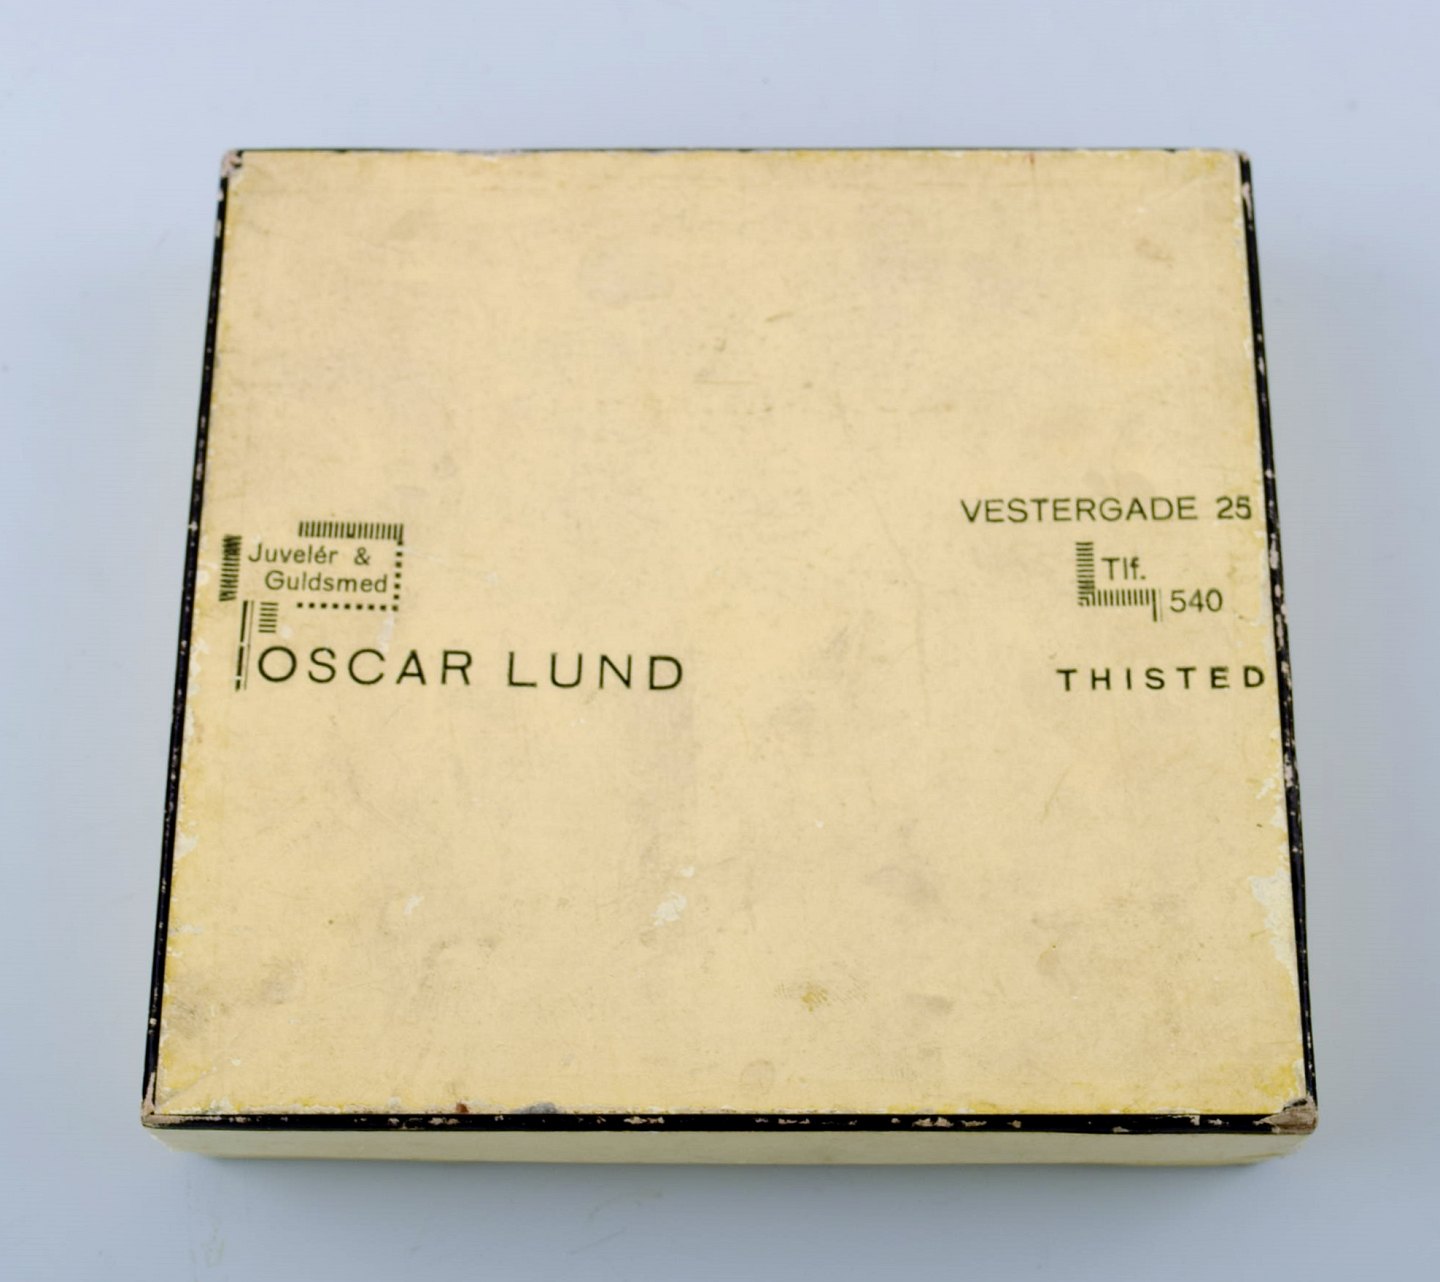 Juvelér &
Guldsmed
OSCAR LUND
VESTERGADE 25
Tlf.
540
THISTED